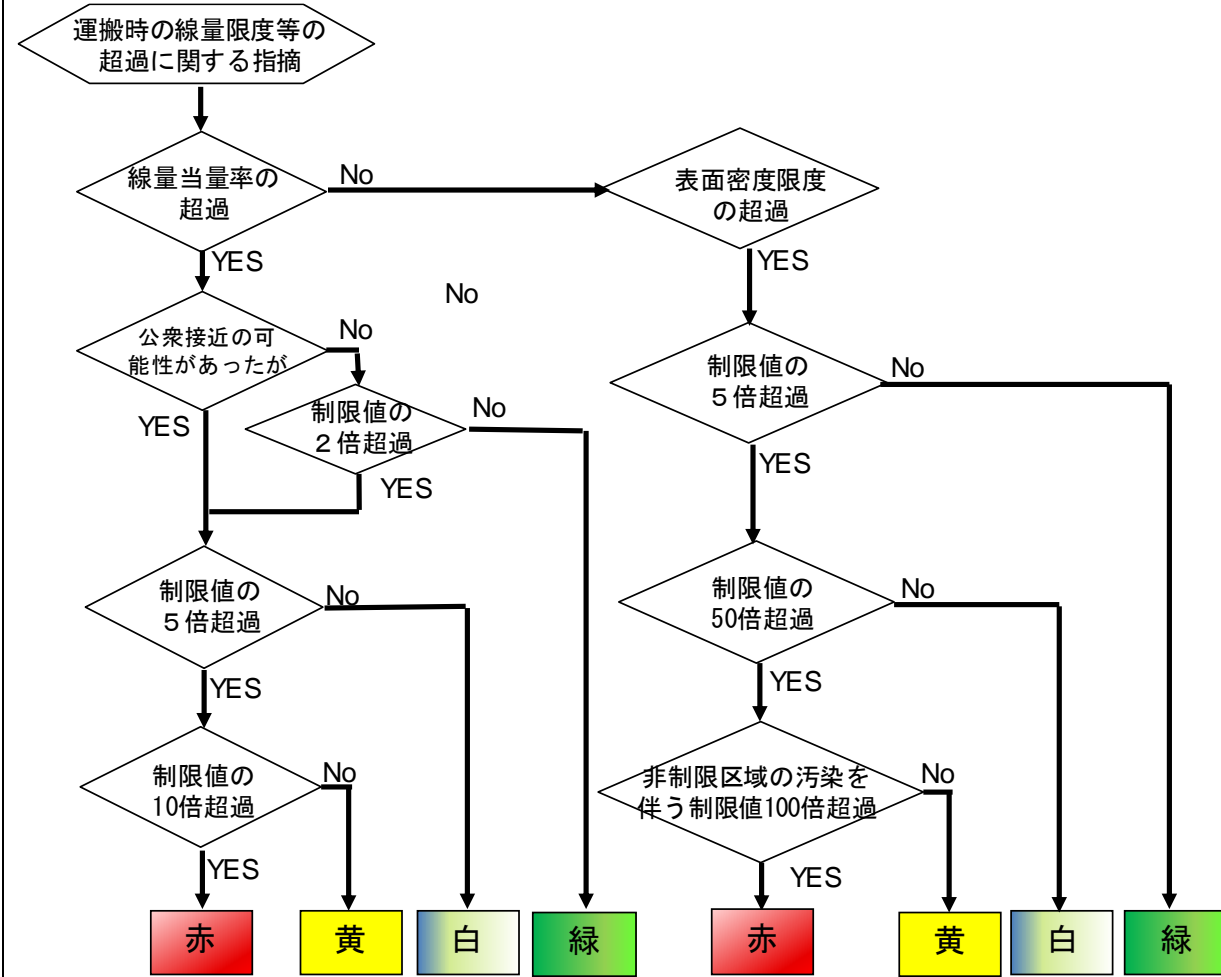 運搬時の線量限度等の
超過に関する指摘
線量当量率の
超過
No
表面密度限度
の超過
YES
YES
No
公衆接近の可
能性があったが
No
制限値の
５倍超過
No
YES
制限値の
２倍超過
No
YES
YES
制限値の
５倍超過
No
制限値の
50倍超過
No
YES
YES
制限値の
10倍超過
No
非制限区域の汚染を
伴う制限値100倍超過
No
YES
YES
赤
黄
白
緑
赤
黄
白
緑